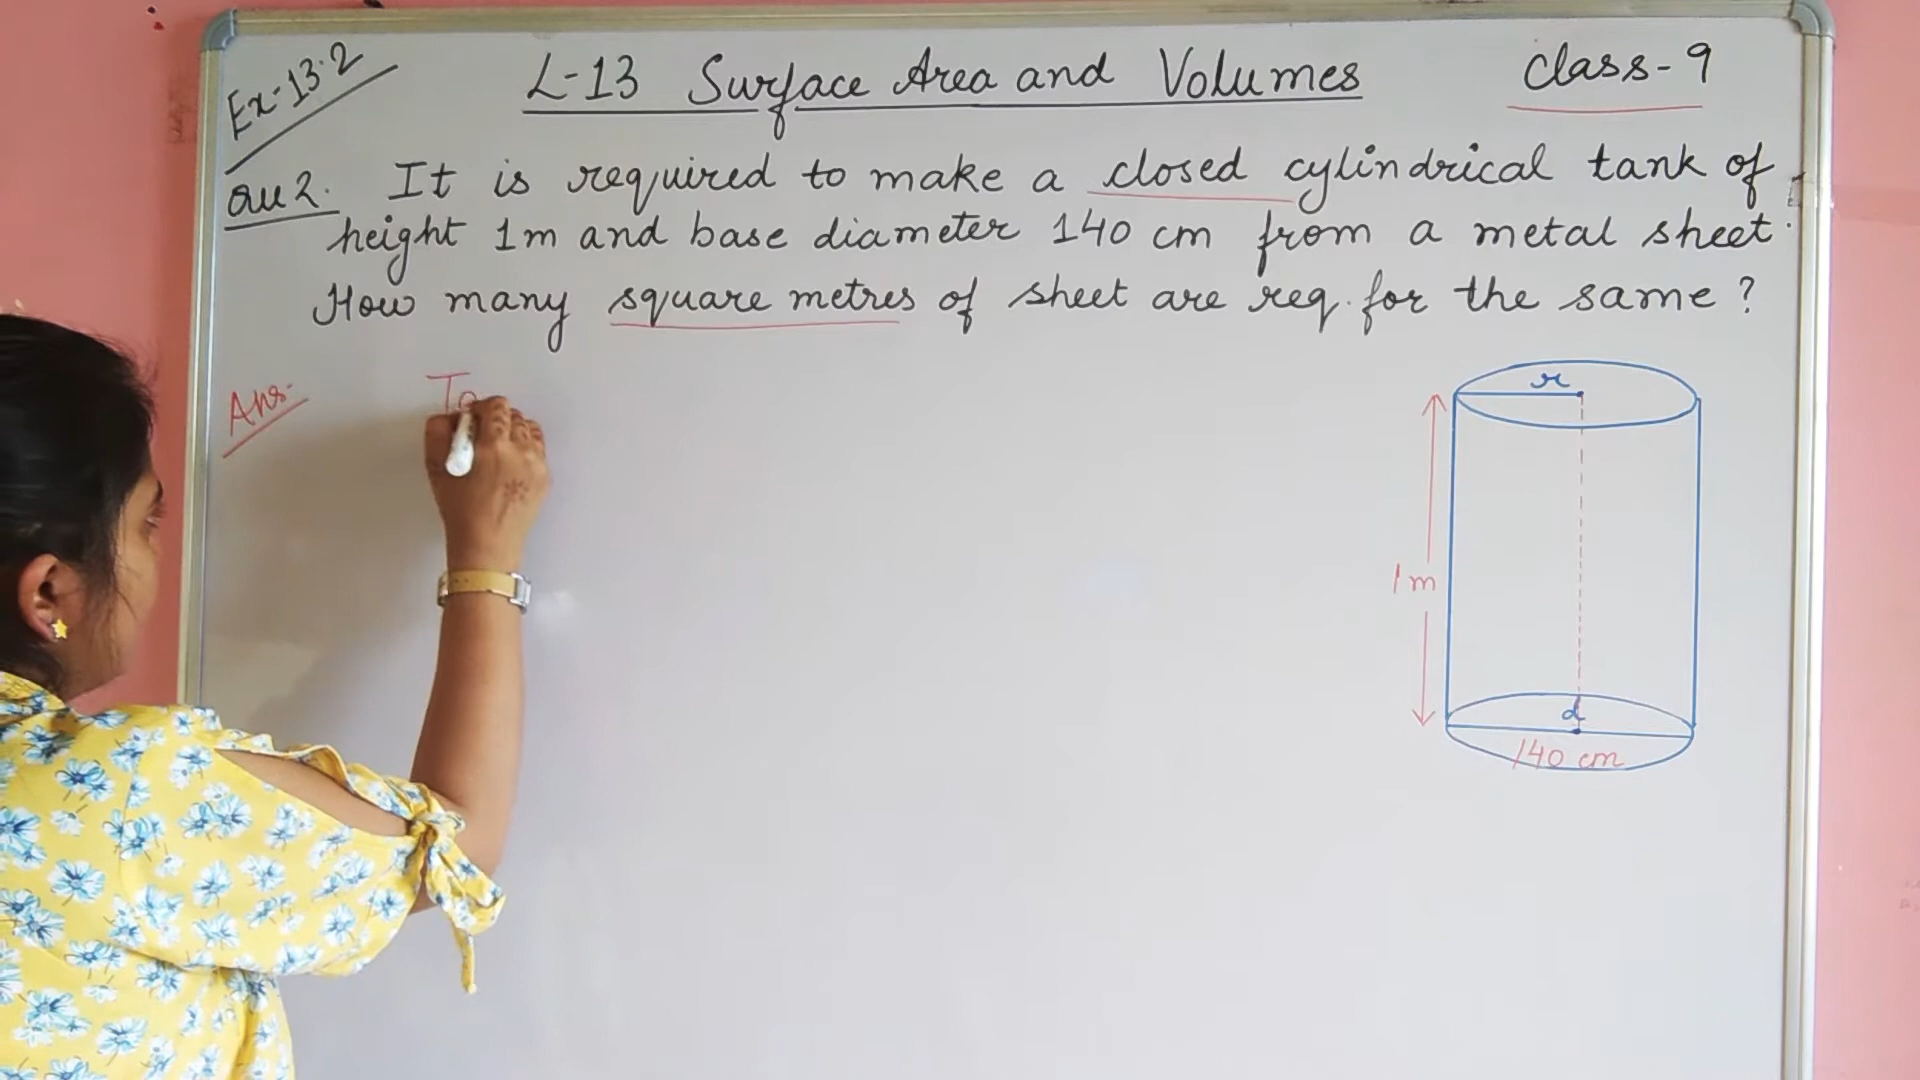 Ex-13.2
L-13 Surface Area and Volumes
Class-9
Qu 2. It is required to make a closed cylindrical tank of
height 1m and base diameter 140 cm from a metal sheet.
How many square metres of sheet are req. for the same ?
Ans-
To
r
1m
d
140 cm